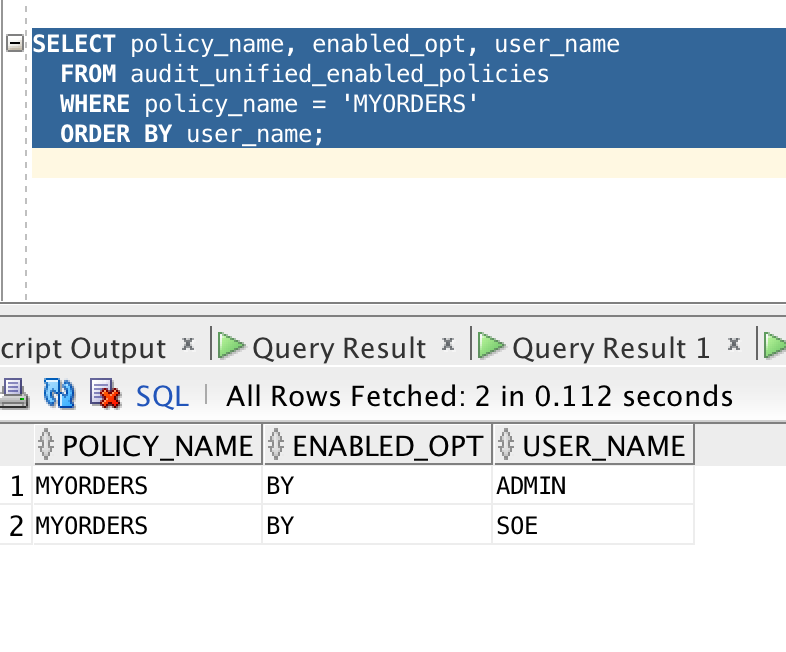 SELECT policy_name, enabled_opt, user_name
FROM audit_unified_enabled_policies
WHERE policy_name = 'MYORDERS'
ORDER BY user_name;
cript Output x Query Result x Query Result 1 x
SQL All Rows Fetched: 2 in 0.112 seconds
POLICY_NAME ENABLED_OPT USER_NAME
1 MYORDERS BY ADMIN
2 MYORDERS BY SOE